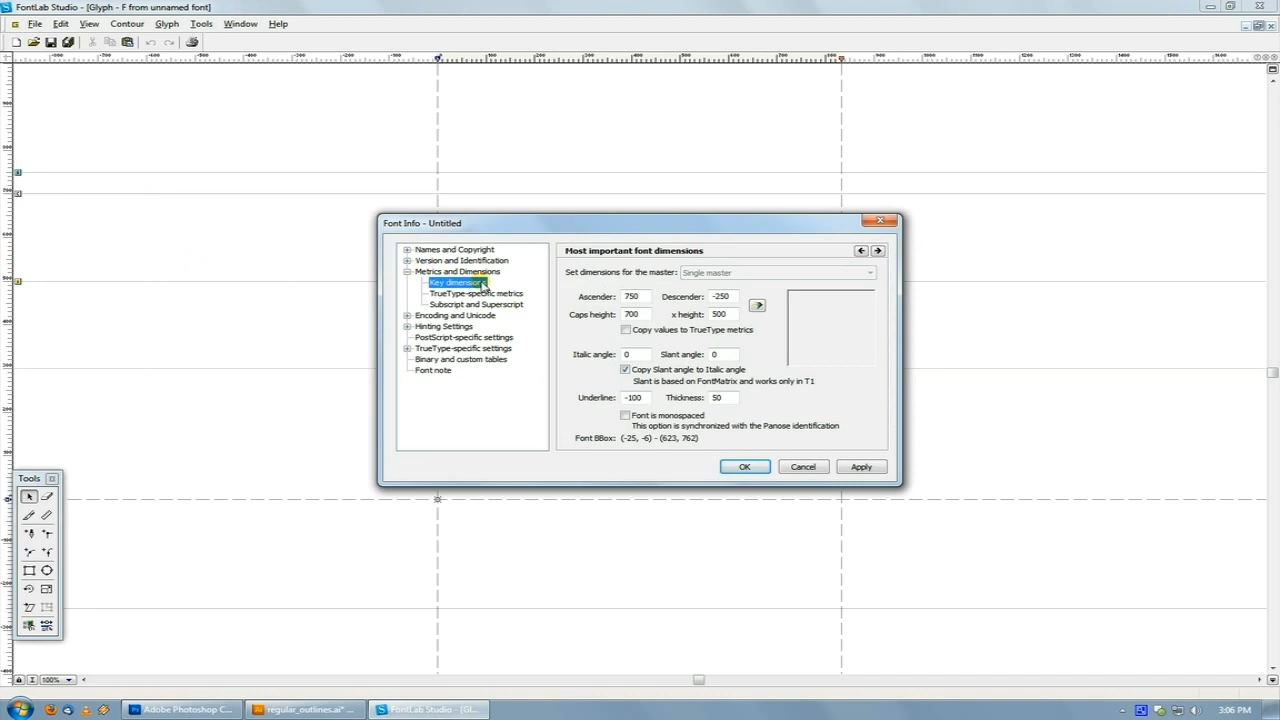 FontLab Studio - [Glyph - F from unnamed font]
File Edit View Contour Glyph Tools Window Help
Font Info - Untitled
Names and Copyright
Version and Identification
Metrics and Dimensions
Key dimensions
TrueType-specific metrics
Subscript and Superscript
Encoding and Unicode
Hinting Settings
PostScript-specific settings
TrueType-specific settings
Binary and custom tables
Font note
Most important font dimensions
Set dimensions for the master: Single master
Ascender: 750 Descender: -250
Caps height: 700 x height: 500
Copy values to TrueType metrics
Italic angle: 0 Slant angle: 0
Copy Slant angle to Italic angle
Slant is based on FontMatrix and works only in T1
Underline: -100 Thickness: 50
Font is monospaced
This option is synchronized with the Panose identification
Font BBox: (-25, -6) - (623, 762)
OK Cancel Apply
Tools
100%
Adobe Photoshop C... regular_outlines.ai* ... FontLab Studio - [Gl... 3:06 PM